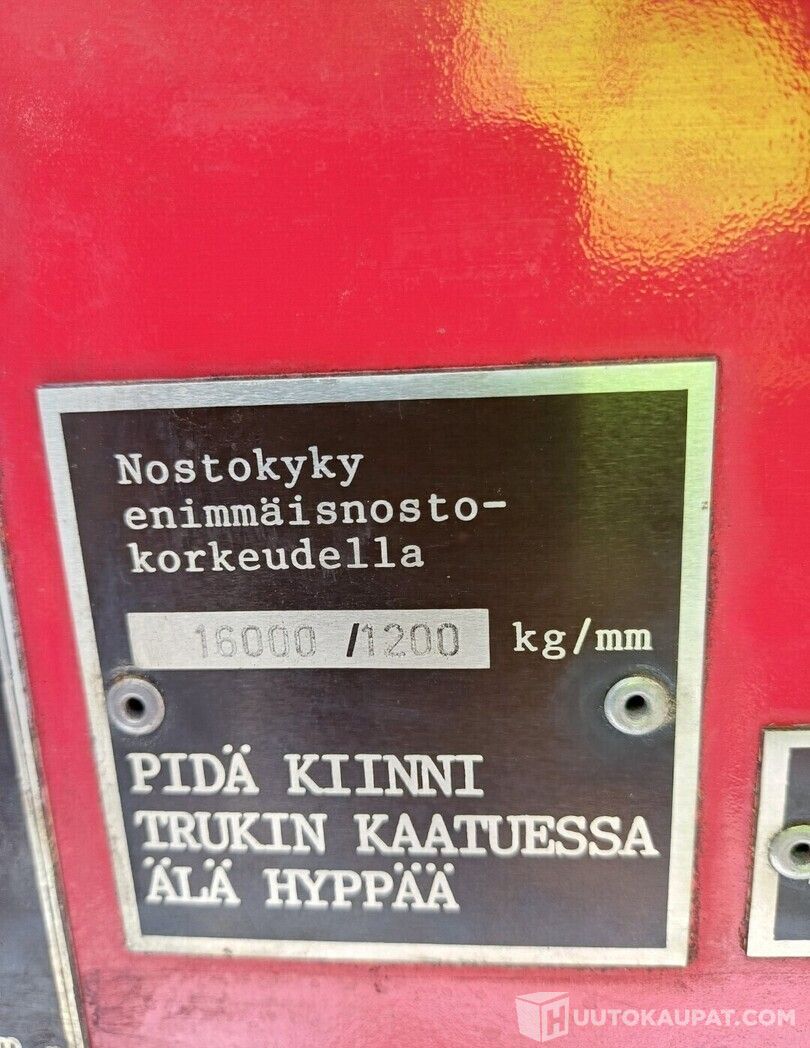 Nostokyky
enimmäisnosto-
korkeudella
16000 /1200 kg/mm
PIDÄ KIINNI
TRUKIN KAATUESSA
ÄLÄ HYPPÄÄ
HUUTOKAUPAT.COM